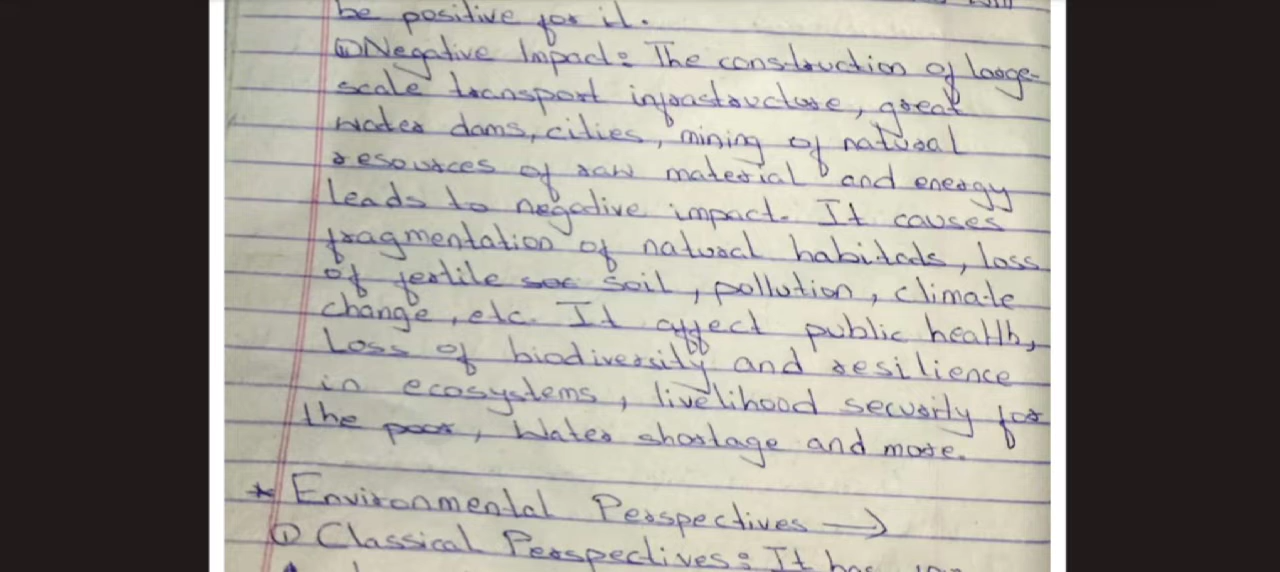 be positive for it.
ii) Negative Impact: The construction of large-
scale transport infrastructure, great
water dams, cities, mining of natural
resources of raw material and energy
leads to negative impact. It causes
fragmentation of natural habitads, loss
of fertile soil, pollution, climate
change, etc. It affect public health,
Loss of biodiversity and resilience
in ecosystems, livelihood security for
the poor, Water shortage and more.
* Environmental Perspectives →
① Classical Perspectives: It has